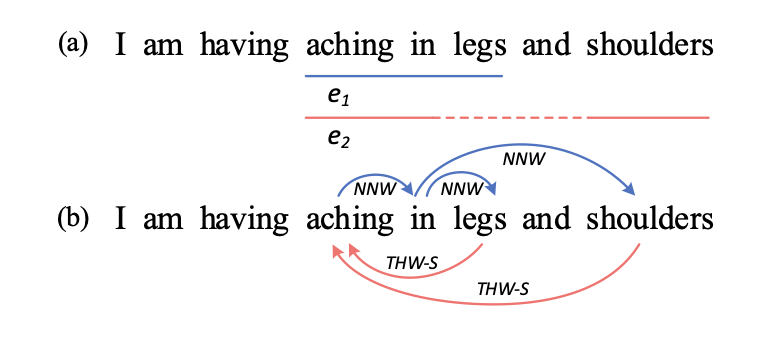 (a) I am having aching in legs and shoulders
e1
e2
NNW
NNW NNW
(b) I am having aching in legs and shoulders
THW-S
THW-S